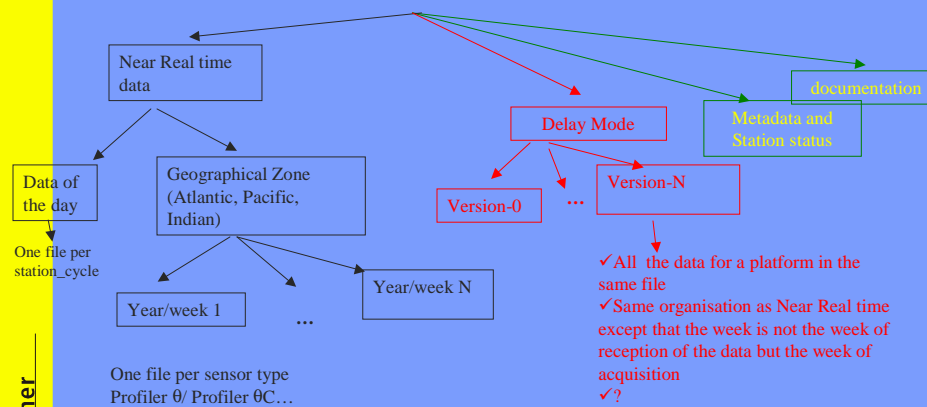 Near Real time
data
documentation
Metadata and
Station status
Delay Mode
Data of
the day
Geographical Zone
(Atlantic, Pacific,
Indian)
Version-0
...
Version-N
One file per
station_cycle
Year/week 1
...
Year/week N
✓All the data for a platform in the
same file
✓Same organisation as Near Real time
except that the week is not the week of
reception of the data but the week of
acquisition
✓?
One file per sensor type
Profiler θ/ Profiler θC…